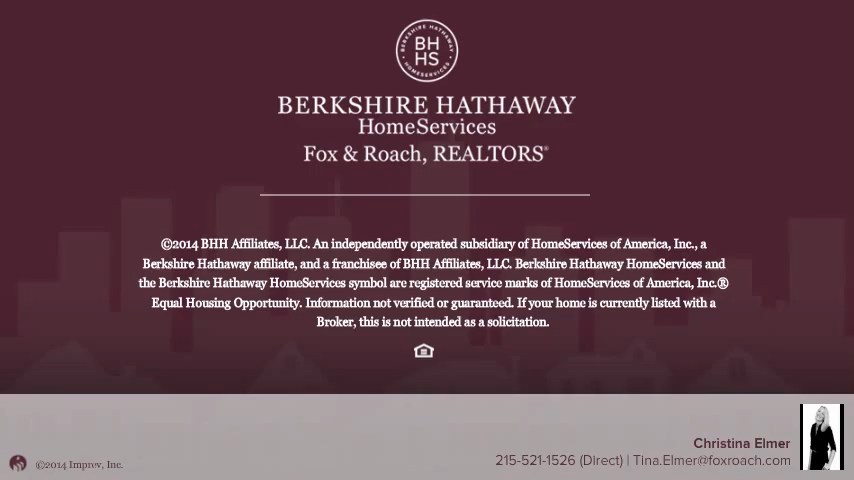 BERKSHIRE HATHAWAY
BH
HS
HOMESERVICES
BERKSHIRE HATHAWAY
HomeServices
Fox & Roach, REALTORS®
©2014 BHH Affiliates, LLC. An independently operated subsidiary of HomeServices of America, Inc., a
Berkshire Hathaway affiliate, and a franchisee of BHH Affiliates, LLC. Berkshire Hathaway HomeServices and
the Berkshire Hathaway HomeServices symbol are registered service marks of HomeServices of America, Inc.®
Equal Housing Opportunity. Information not verified or guaranteed. If your home is currently listed with a
Broker, this is not intended as a solicitation.
Christina Elmer
215-521-1526 (Direct) | Tina.Elmer@foxroach.com
©2014 Imprev, Inc.